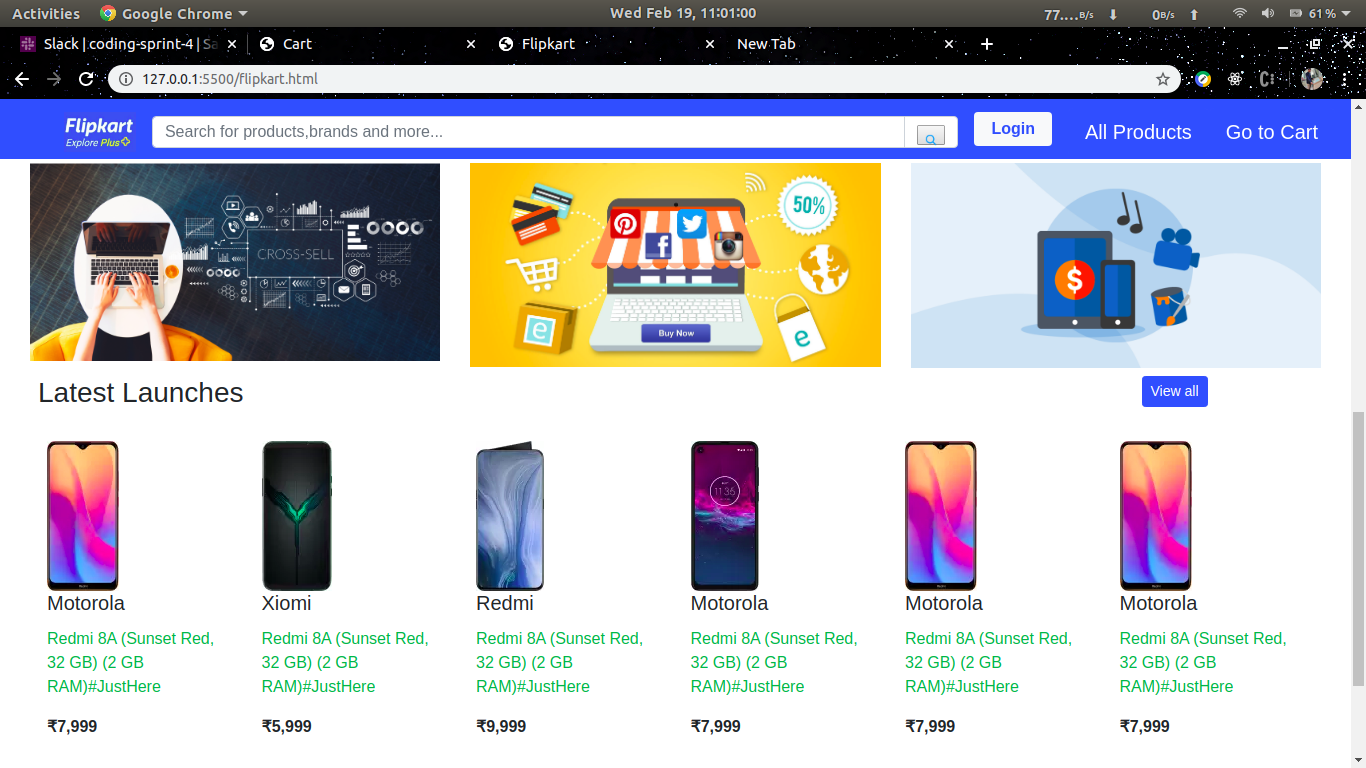 Activities
Google Chrome
Wed Feb 19, 11:01:00
77.... B/s
0 B/s
61 %
Slack | coding-sprint-4 | Sa
Cart
Flipkart
New Tab
127.0.0.1:5500/flipkart.html
Flipkart
Explore Plus
Search for products,brands and more...
Login
All Products
Go to Cart
CROSS-SELL
50%
Buy Now
e
e
$
Latest Launches
View all
11:35
Motorola
Xiomi
Redmi
Motorola
Motorola
Motorola
Redmi 8A (Sunset Red,
32 GB) (2 GB
RAM)#JustHere
Redmi 8A (Sunset Red,
32 GB) (2 GB
RAM)#JustHere
Redmi 8A (Sunset Red,
32 GB) (2 GB
RAM)#JustHere
Redmi 8A (Sunset Red,
32 GB) (2 GB
RAM)#JustHere
Redmi 8A (Sunset Red,
32 GB) (2 GB
RAM)#JustHere
Redmi 8A (Sunset Red,
32 GB) (2 GB
RAM)#JustHere
₹7,999
₹5,999
₹9,999
₹7,999
₹7,999
₹7,999